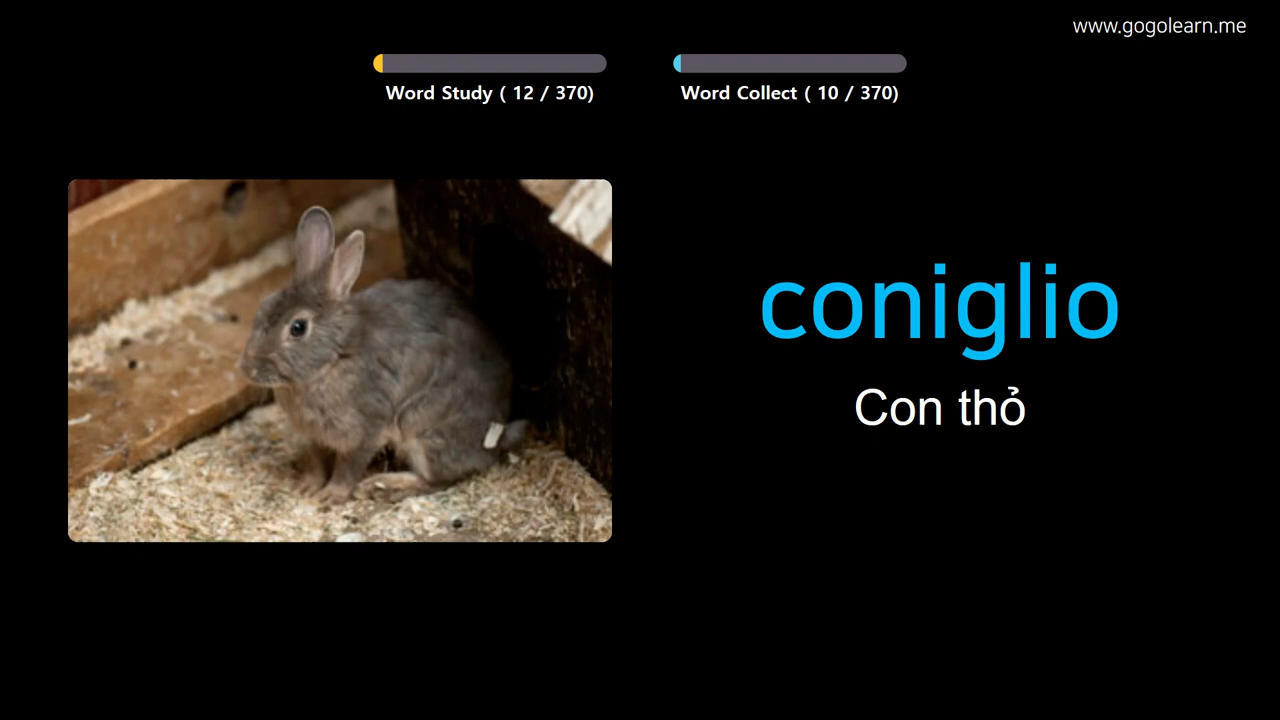 www.gogolearn.me
Word Study ( 12 / 370)
Word Collect ( 10 / 370)
coniglio
Con thỏ